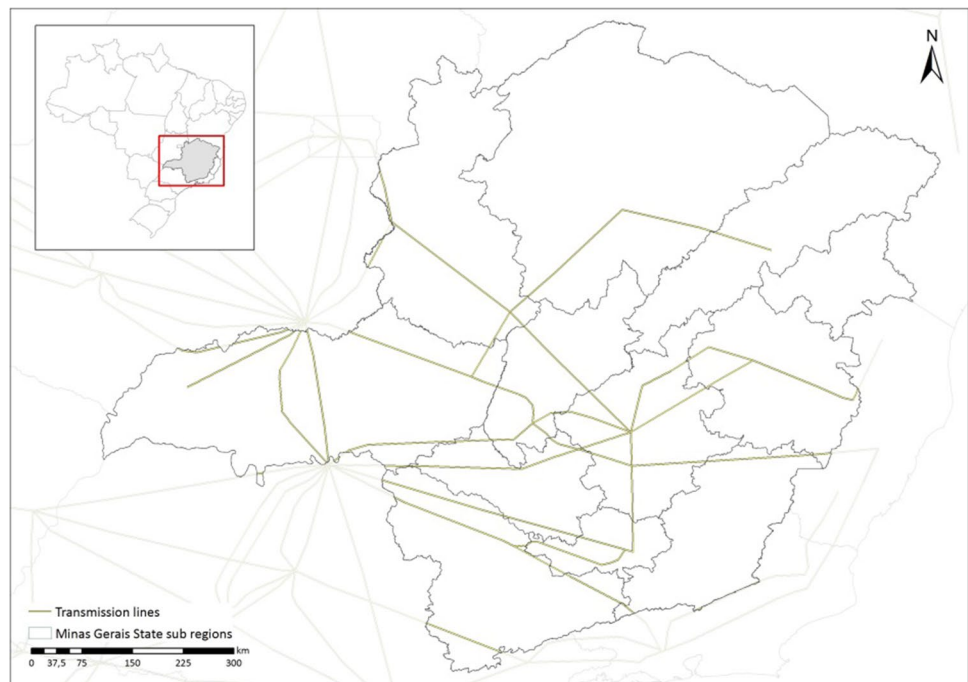 N
Transmission lines
Minas Gerais State sub regions
km
0 37,5 75 150 225 300